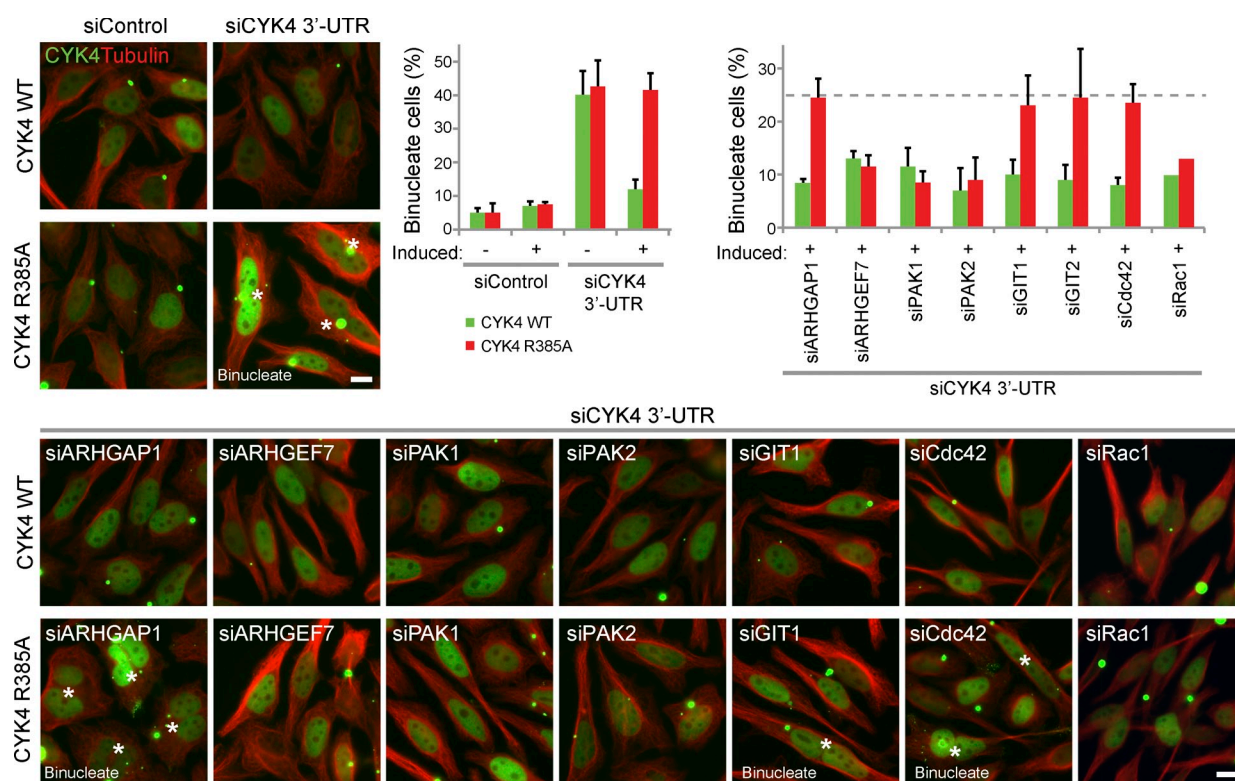 siControl
siCYK4 3’-UTR
CYK4 WT
CYK4Tubulin
CYK4 R385A
* * *
Binucleate
Binucleate cells (%)
50
40
30
20
10
0
Induced: - + - +
siControl
siCYK4
3’-UTR
CYK4 WT
CYK4 R385A
Binucleate cells (%)
30
20
10
0
Induced: + + + + + + + +
siARHGAP1
siARHGEF7
siPAK1
siPAK2
siGIT1
siGIT2
siCdc42
siRac1
siCYK4 3’-UTR
siCYK4 3’-UTR
CYK4 WT
siARHGAP1
siARHGEF7
siPAK1
siPAK2
siGIT1
siCdc42
siRac1
CYK4 R385A
siARHGAP1
* * * *
Binucleate
siARHGEF7
siPAK1
siPAK2
siGIT1
*
Binucleate
siCdc42
* *
Binucleate
siRac1